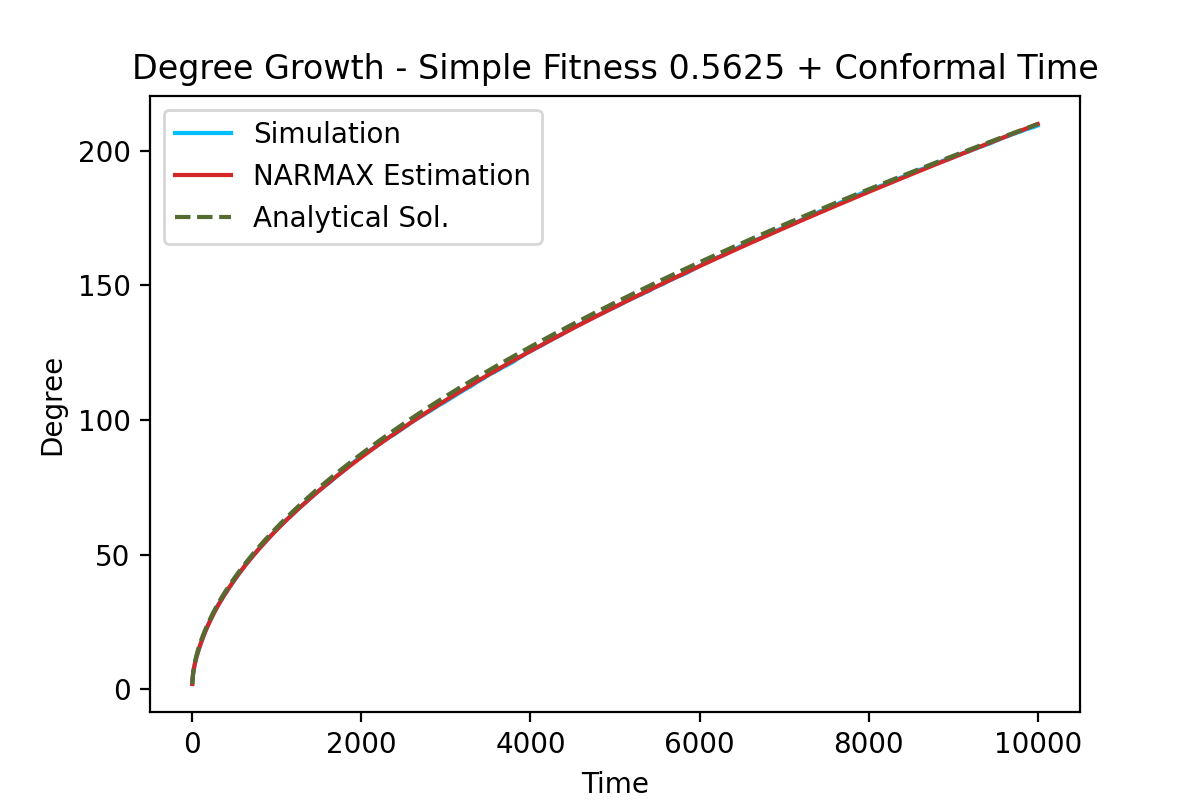 Degree Growth - Simple Fitness 0.5625 + Conformal Time
Simulation
NARMAX Estimation
Analytical Sol.
200
150
100
50
0
Degree
0 2000 4000 6000 8000 10000
Time